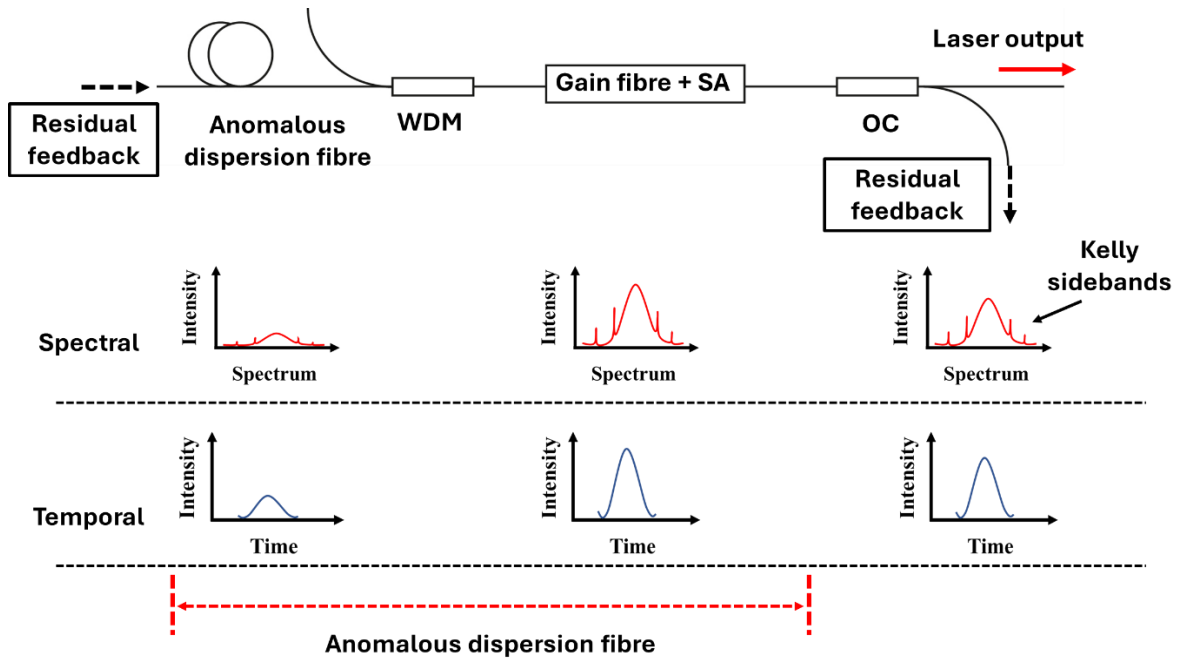 Laser output
Residual
feedback
Anomalous
dispersion fibre
WDM
Gain fibre + SA
OC
Residual
feedback
Kelly
sidebands
Spectral
Intensity
Spectrum
Intensity
Spectrum
Intensity
Spectrum
Temporal
Intensity
Time
Intensity
Time
Intensity
Time
Anomalous dispersion fibre